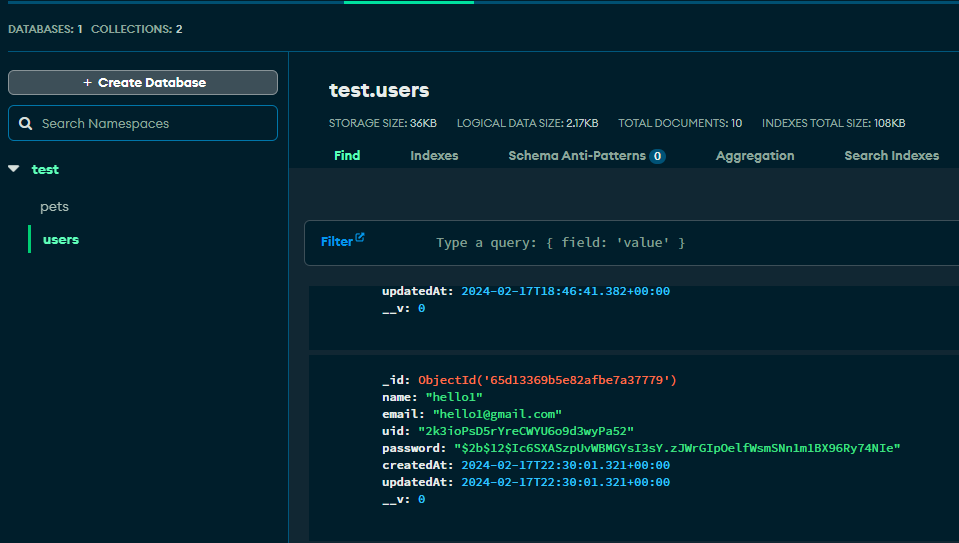 DATABASES: 1 COLLECTIONS: 2
+ Create Database
Search Namespaces
test
pets
users
test.users
STORAGE SIZE: 36KB LOGICAL DATA SIZE: 2.17KB TOTAL DOCUMENTS: 10 INDEXES TOTAL SIZE: 108KB
Find Indexes Schema Anti-Patterns 0 Aggregation Search Indexes
Filter Type a query: { field: 'value' }
updatedAt: 2024-02-17T18:46:41.382+00:00
__v: 0
_id: ObjectId('65d13369b5e82afbe7a37779')
name: "hello1"
email: "hello1@gmail.com"
uid: "2k3ioPsD5rYreCWYU6o9d3wyPa52"
password: "$2b$12$Ic6SXASzpUvWBMGYsI3sY.zJWrGIpOelfWsmSNn1m1BX96Ry74NIe"
createdAt: 2024-02-17T22:30:01.321+00:00
updatedAt: 2024-02-17T22:30:01.321+00:00
__v: 0